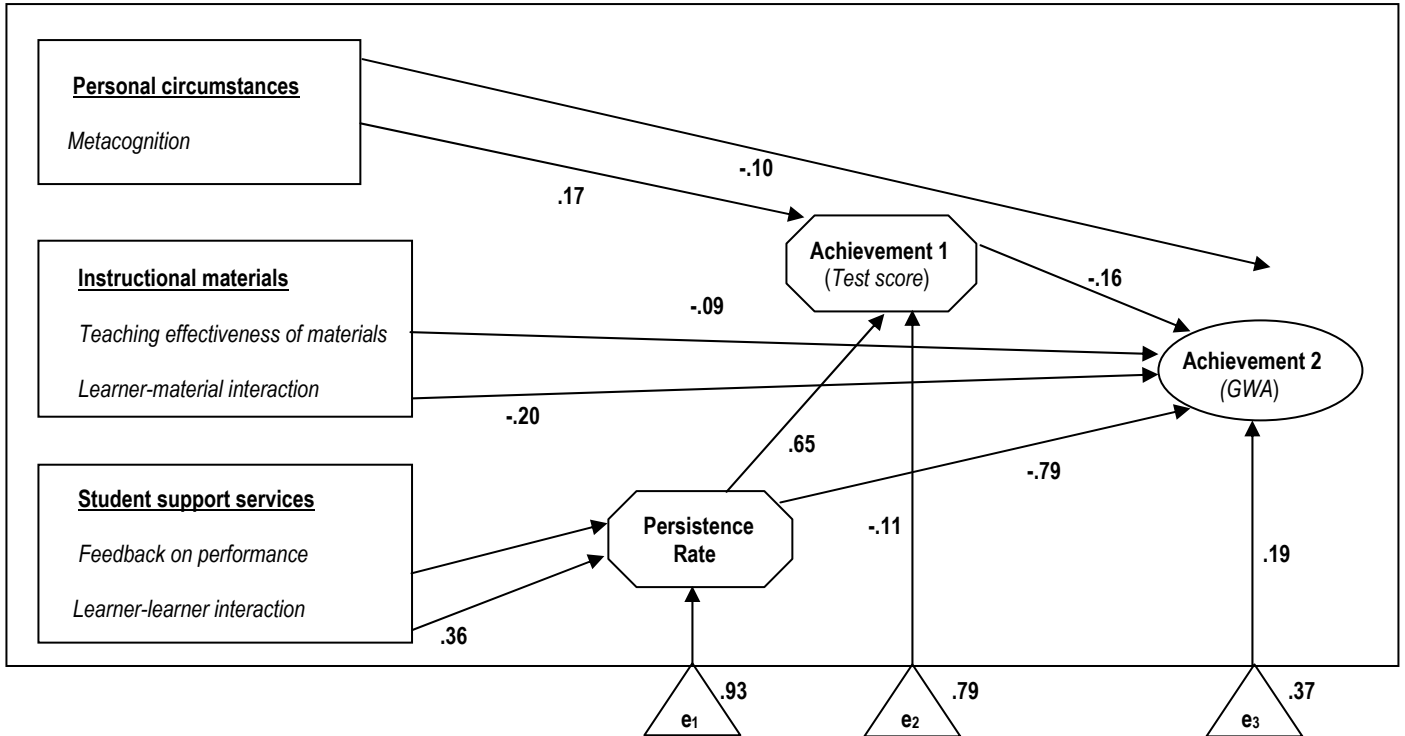 Personal circumstances
Metacognition
-.10
.17
Achievement 1
(Test score)
-.16
Instructional materials
Teaching effectiveness of materials
Learner-material interaction
-.09
-.20
Achievement 2
(GWA)
.65
-.79
Student support services
Feedback on performance
Learner-learner interaction
.36
Persistence
Rate
-.11
.19
.93
e1
.79
e2
.37
e3